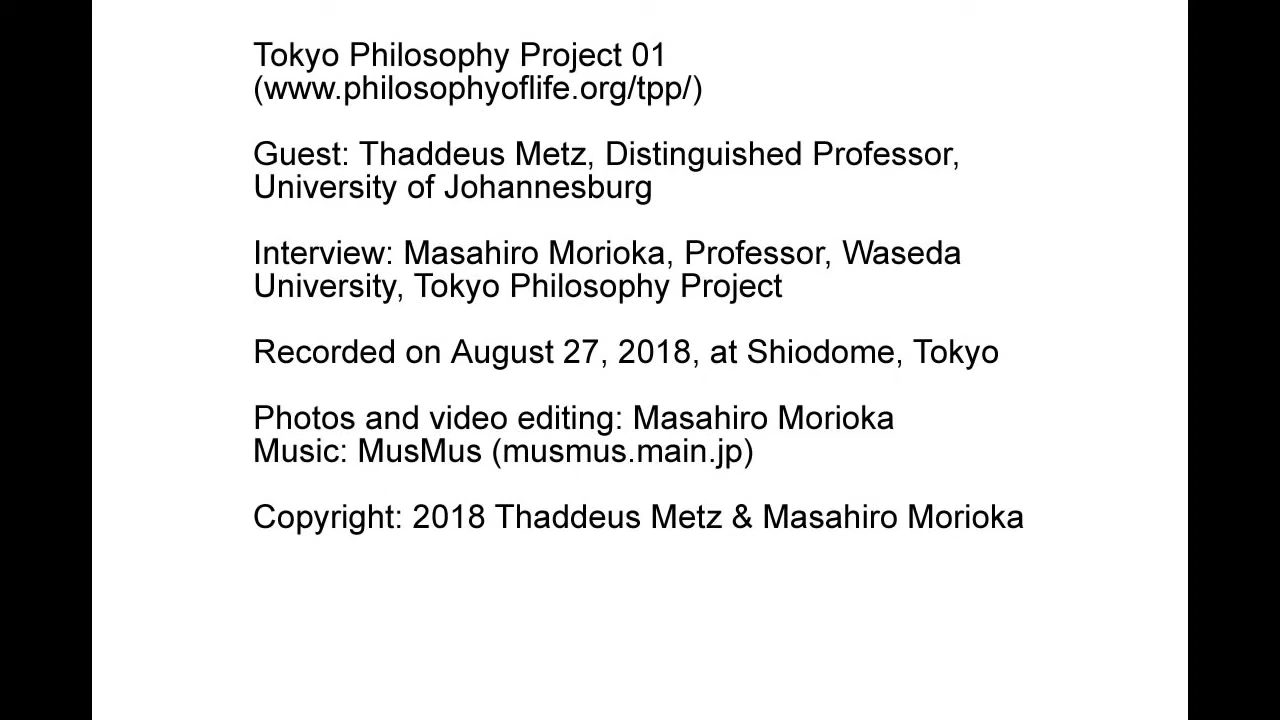 Tokyo Philosophy Project 01
(www.philosophyoflife.org/tpp/)
Guest: Thaddeus Metz, Distinguished Professor,
University of Johannesburg
Interview: Masahiro Morioka, Professor, Waseda
University, Tokyo Philosophy Project
Recorded on August 27, 2018, at Shiodome, Tokyo
Photos and video editing: Masahiro Morioka
Music: MusMus (musmus.main.jp)
Copyright: 2018 Thaddeus Metz & Masahiro Morioka